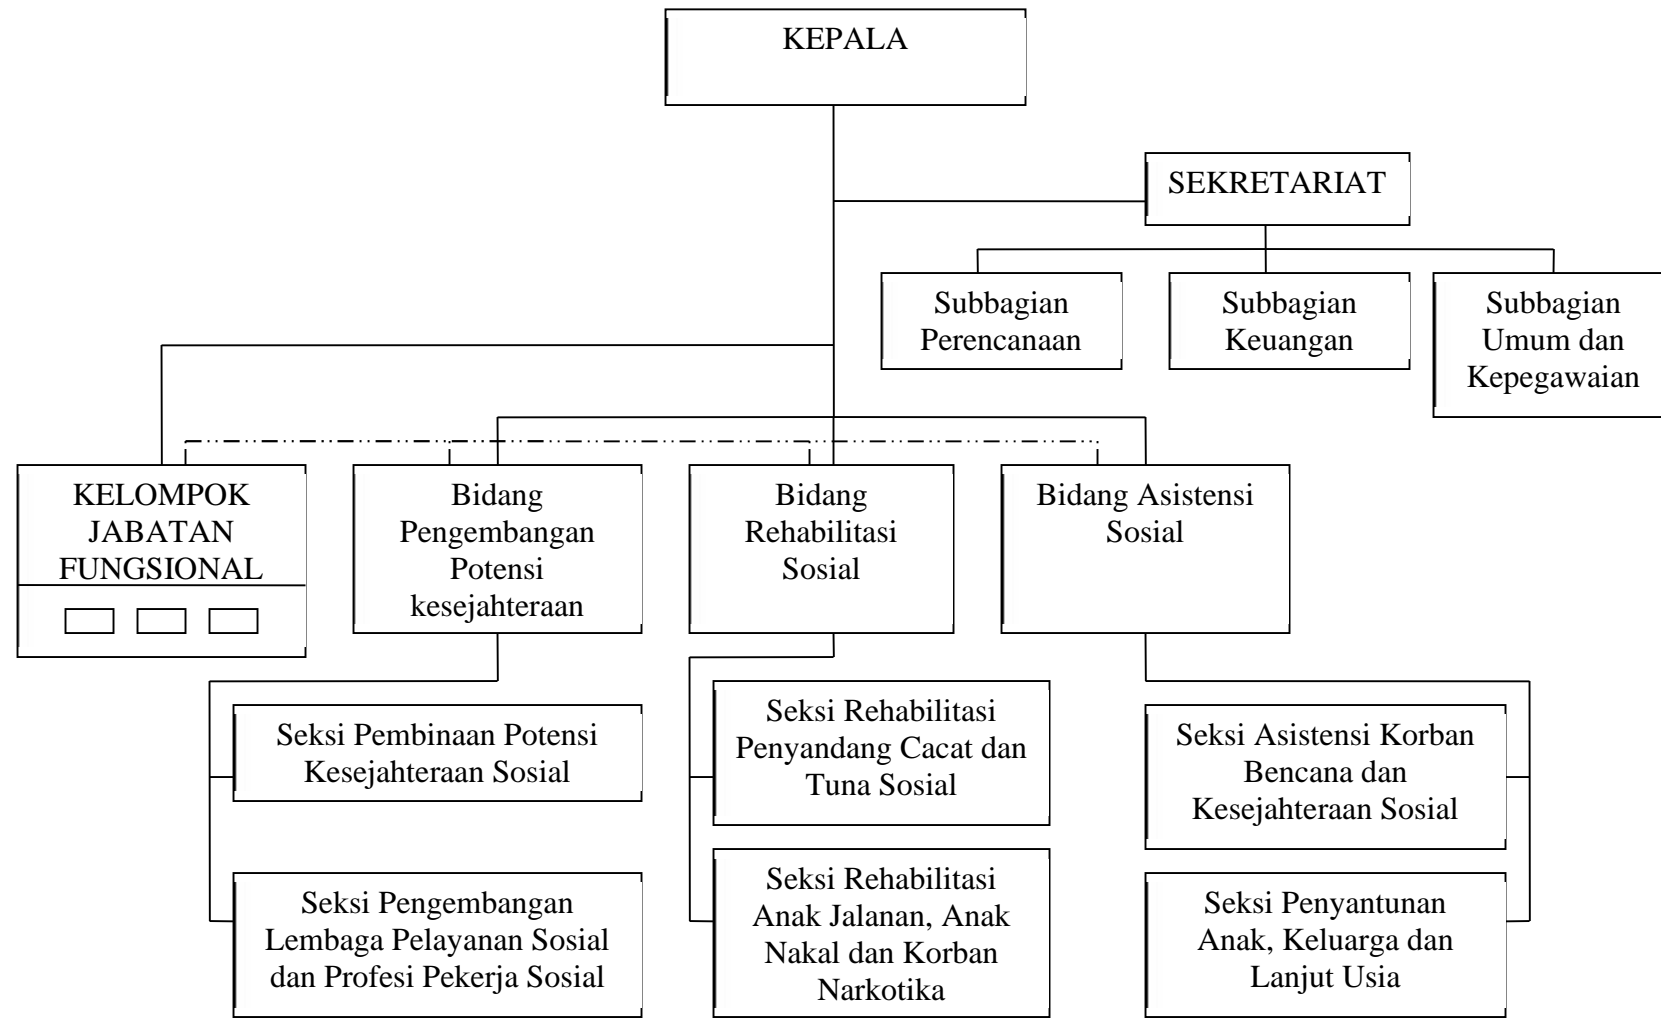 KEPALA
SEKRETARIAT
Subbagian
Perencanaan
Subbagian
Keuangan
Subbagian
Umum dan
Kepegawaian
KELOMPOK
JABATAN
FUNGSIONAL
Bidang
Pengembangan
Potensi
kesejahteraan
Bidang
Rehabilitasi
Sosial
Bidang Asistensi
Sosial
Seksi Pembinaan Potensi
Kesejahteraan Sosial
Seksi Pengembangan
Lembaga Pelayanan Sosial
dan Profesi Pekerja Sosial
Seksi Rehabilitasi
Penyandang Cacat dan
Tuna Sosial
Seksi Rehabilitasi
Anak Jalanan, Anak
Nakal dan Korban
Narkotika
Seksi Asistensi Korban
Bencana dan
Kesejahteraan Sosial
Seksi Penyantunan
Anak, Keluarga dan
Lanjut Usia